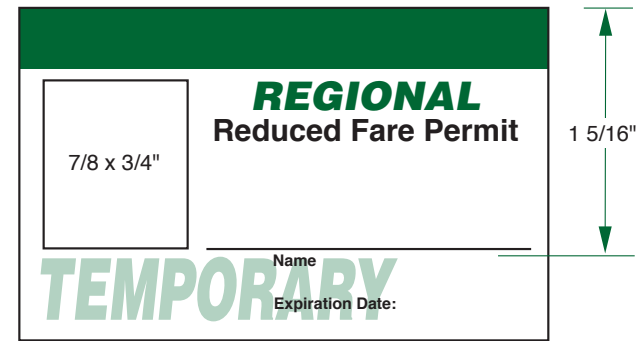 REGIONAL
Reduced Fare Permit
7/8 x 3/4"
1 5/16"
Name
TEMPORARY
Expiration Date: